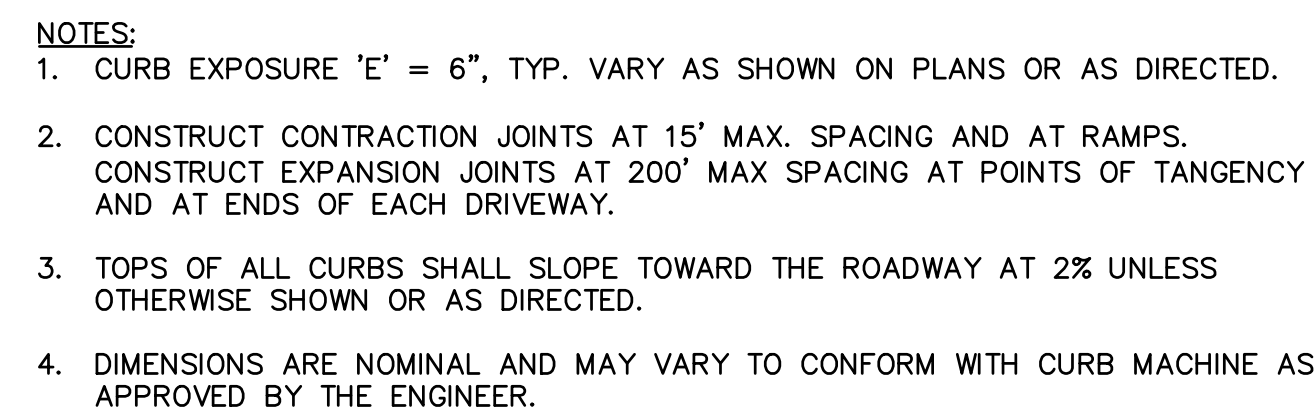 NOTES:
1. CURB EXPOSURE 'E' = 6", TYP. VARY AS SHOWN ON PLANS OR AS DIRECTED.
2. CONSTRUCT CONTRACTION JOINTS AT 15' MAX. SPACING AND AT RAMPS.
CONSTRUCT EXPANSION JOINTS AT 200' MAX SPACING AT POINTS OF TANGENCY
AND AT ENDS OF EACH DRIVEWAY.
3. TOPS OF ALL CURBS SHALL SLOPE TOWARD THE ROADWAY AT 2% UNLESS
OTHERWISE SHOWN OR AS DIRECTED.
4. DIMENSIONS ARE NOMINAL AND MAY VARY TO CONFORM WITH CURB MACHINE AS
APPROVED BY THE ENGINEER.